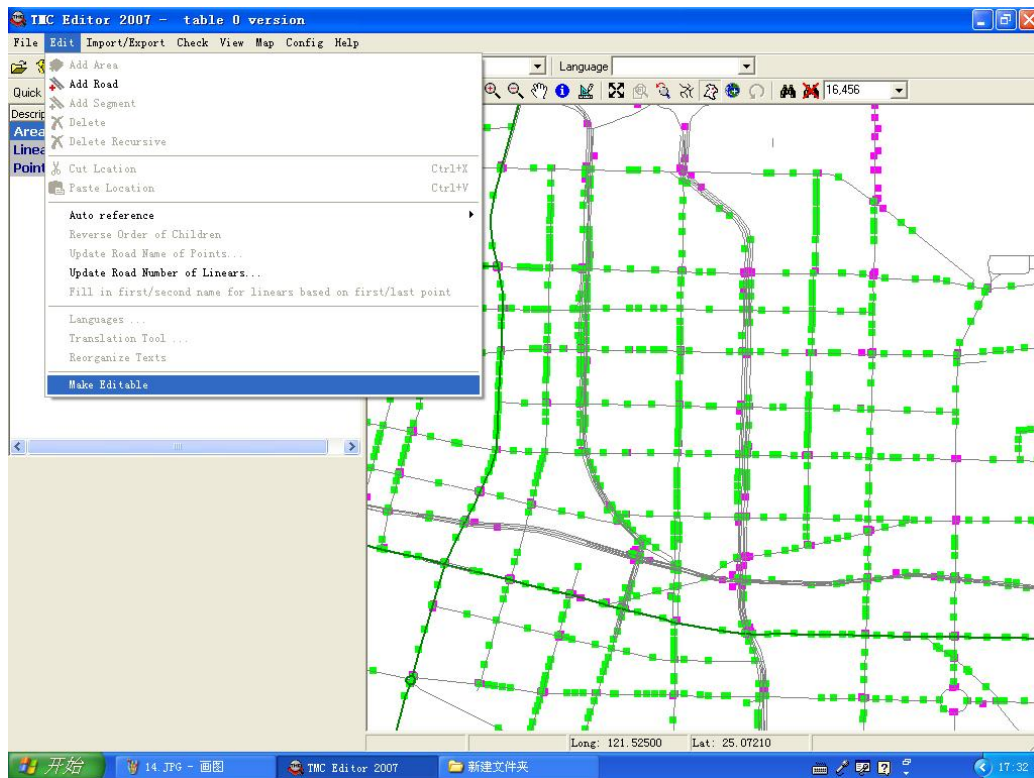 TMC Editor 2007 - table 0 version
File Edit Import/Export Check View Map Config Help
Language
Quick
16,456
Descrip
Area
Linea
Point
Add Area
Add Road
Add Segment
Delete
Delete Recursive
Cut Lcation Ctrl+X
Paste Location Ctrl+V
Auto reference
Reverse Order of Children
Update Road Name of Points...
Update Road Number of Linears...
Fill in first/second name for linears based on first/last point
Languages ...
Translation Tool ...
Reorganize Texts
Make Editable
Long: 121.52500 Lat: 25.07210
开始 14.JPG - 画图 TMC Editor 2007 新建文件夹 17:32